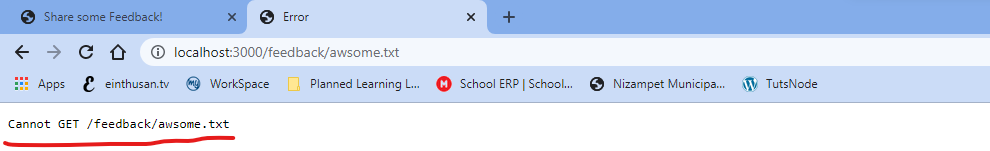 Share some Feedback!
Error
localhost:3000/feedback/awsome.txt
Apps
einthusan.tv
WorkSpace
Planned Learning L...
School ERP | School...
Nizampet Municipa...
TutsNode
Cannot GET /feedback/awsome.txt